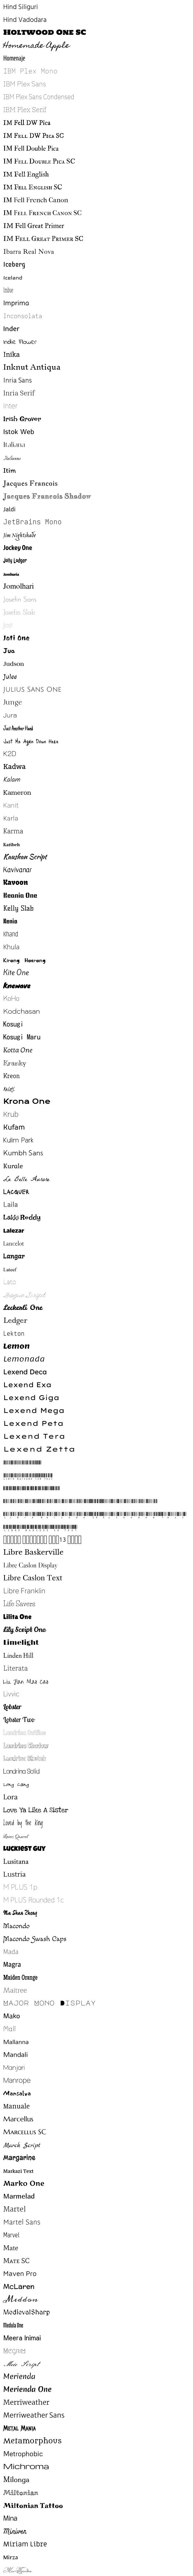 Hind Siliguri
Hind Vadodara
Holtwood One SC
Homemade Apple
Homenaje
IBM Plex Mono
IBM Plex Sans
IBM Plex Sans Condensed
IBM Plex Serif
IM Fell DW Pica
IM Fell DW Pica SC
IM Fell Double Pica
IM Fell Double Pica SC
IM Fell English
IM Fell English SC
IM Fell French Canon
IM Fell French Canon SC
IM Fell Great Primer
IM Fell Great Primer SC
Ibarra Real Nova
Iceberg
Iceland
Imbue
Imprima
Inconsolata
Inder
Indie Flower
Inika
Inknut Antiqua
Inria Sans
Inria Serif
Inter
Irish Grover
Istok Web
Italiana
Italianno
Itim
Jacques Francois
Jacques Francois Shadow
Jaldi
JetBrains Mono
Jim Nightshade
Jockey One
Jolly Lodger
Jomhuria
Jomolhari
Josefin Sans
Josefin Slab
Jost
Joti One
Jua
Judson
Julee
Julius Sans One
Junge
Jura
Just Another Hand
Just Me Again Down Here
K2D
Kadwa
Kalam
Kameron
Kanit
Karla
Karma
Katibeh
Kaushan Script
Kavivanar
Kavoon
Keania One
Kelly Slab
Kenia
Khand
Khula
Kirang Haerang
Kite One
Knewave
KoHo
Kodchasan
Kosugi
Kosugi Maru
Kotta One
Kranky
Kreon
Kristi
Krona One
Krub
Kufam
Kulim Park
Kumbh Sans
Kurale
La Belle Aurore
Lacquer
Laila
Lakki Reddy
Lalezar
Lancelot
Langar
Lateef
Lato
League Script
Leckerli One
Ledger
Lekton
Lemon
Lemonada
Lexend Deca
Lexend Exa
Lexend Giga
Lexend Mega
Lexend Peta
Lexend Tera
Lexend Zetta
Libre Baskerville
Libre Caslon Display
Libre Caslon Text
Libre Franklin
Life Savers
Lilita One
Lily Script One
Limelight
Linden Hill
Literata
Liu Jian Mao Cao
Livvic
Lobster
Lobster Two
Londrina Outline
Londrina Shadow
Londrina Sketch
Londrina Solid
Long Cang
Lora
Love Ya Like A Sister
Loved by the King
Lovers Quarrel
Luckiest Guy
Lusitana
Lustria
M PLUS 1p
M PLUS Rounded 1c
Ma Shan Zheng
Macondo
Macondo Swash Caps
Mada
Magra
Maiden Orange
Maitree
Major Mono Display
Mako
Mali
Mallanna
Mandali
Manjari
Manrope
Mansalva
Manuale
Marcellus
Marcellus SC
Marck Script
Margarine
Markazi Text
Marko One
Marmelad
Martel
Martel Sans
Marvel
Mate
Mate SC
Maven Pro
McLaren
Meddon
MedievalSharp
Medula One
Meera Inimai
Megrim
Meie Script
Merienda
Merienda One
Merriweather
Merriweather Sans
Metal Mania
Metamorphous
Metrophobic
Michroma
Milonga
Miltonian
Miltonian Tattoo
Mina
Miniver
Miriam Libre
Mirza